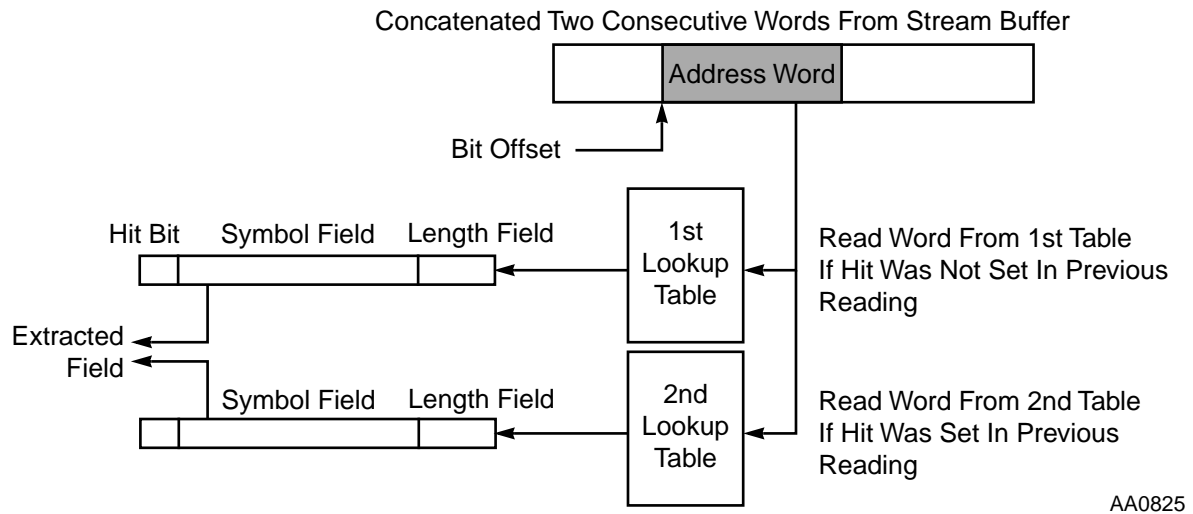 Concatenated Two Consecutive Words From Stream Buffer
Address Word
Bit Offset
Hit Bit
Symbol Field
Length Field
1st
Lookup
Table
Read Word From 1st Table
If Hit Was Not Set In Previous
Reading
Extracted
Field
Symbol Field
Length Field
2nd
Lookup
Table
Read Word From 2nd Table
If Hit Was Set In Previous
Reading
AA0825